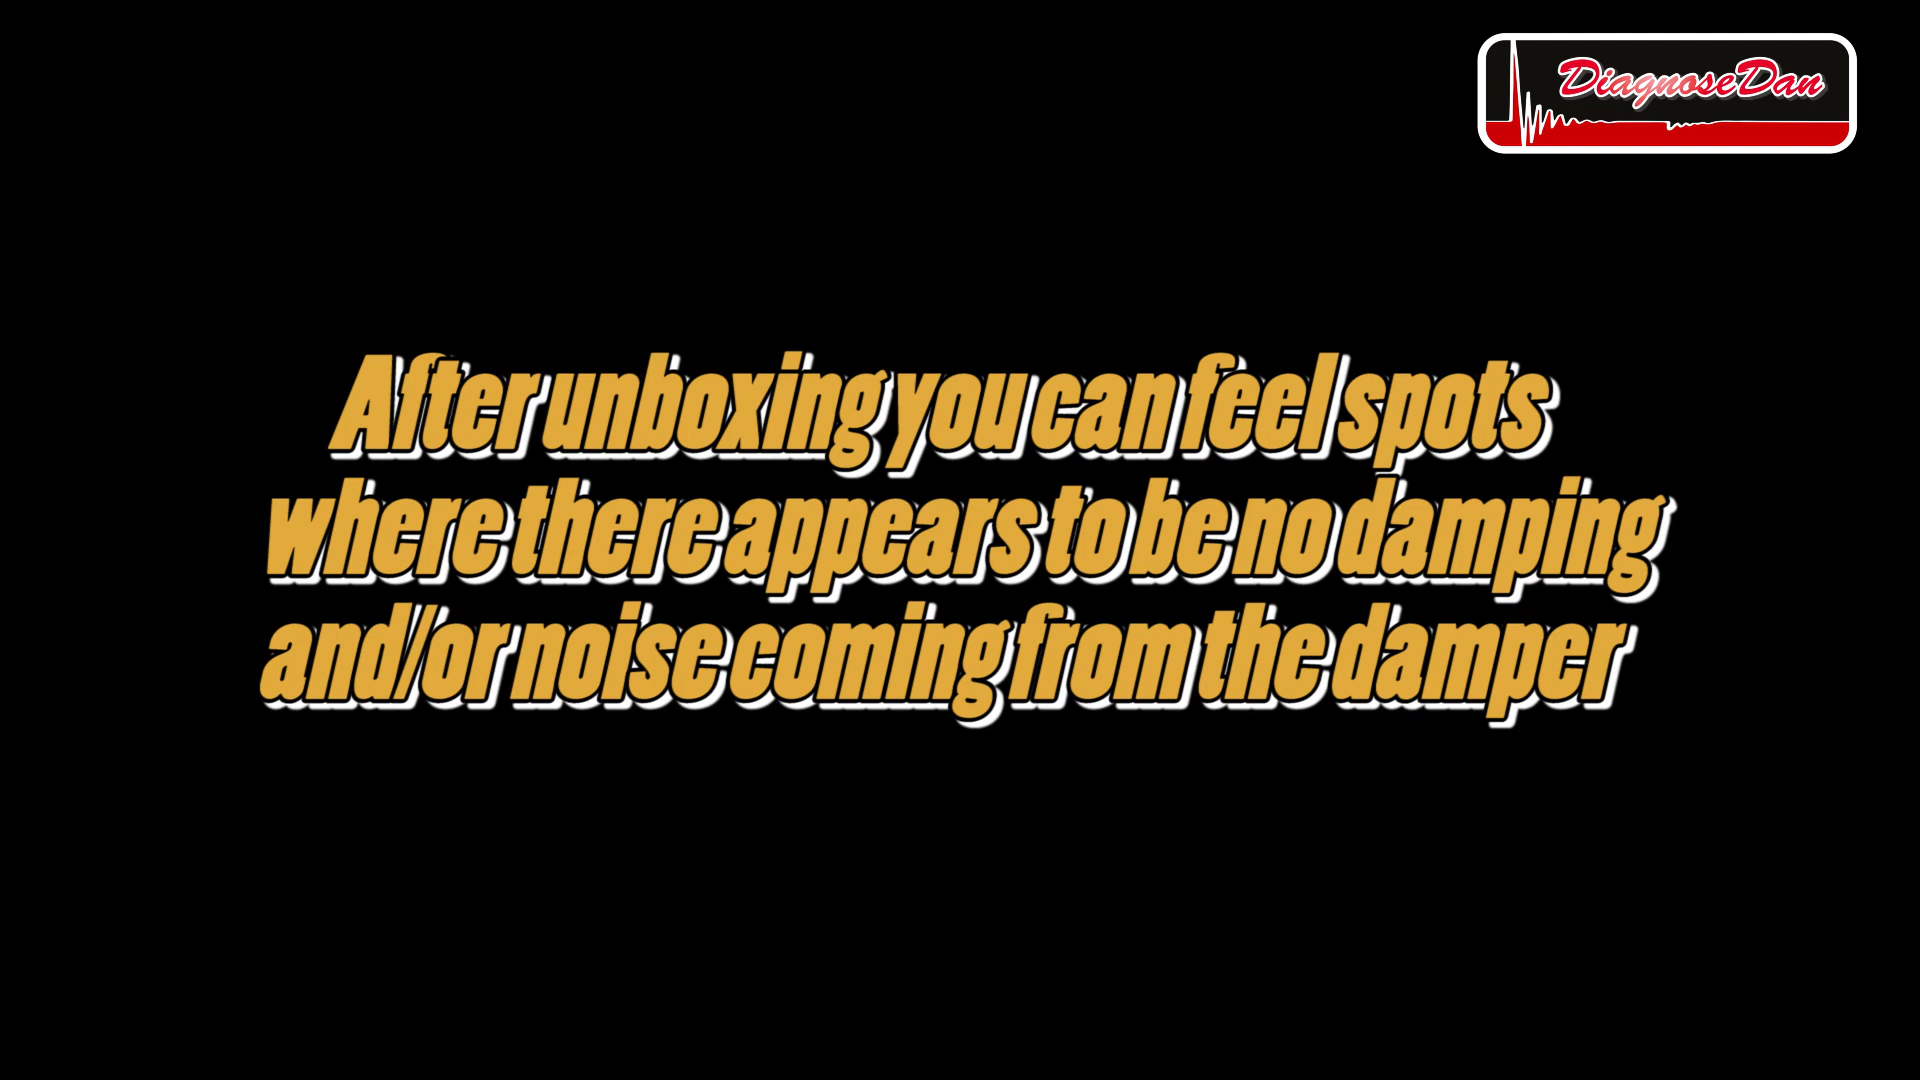 DiagnoseDan
After unboxing you can feel spots
where there appears to be no damping
and/or noise coming from the damper